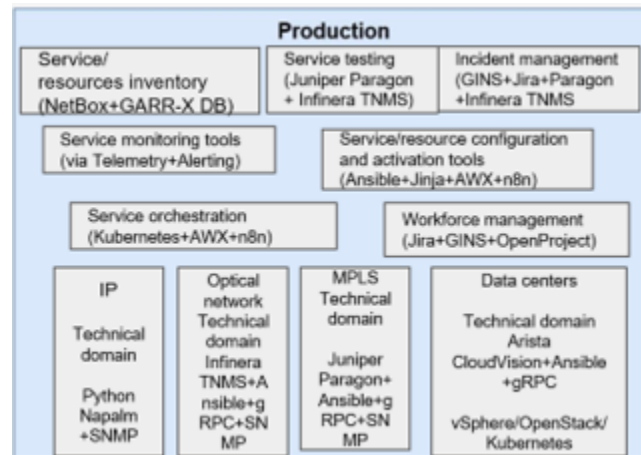 Production
Service/
resources inventory
(NetBox+GARR-X DB)
Service testing
(Juniper Paragon
+ Infinera TNMS)
Incident management
(GINS+Jira+Paragon
+Infinera TNMS
Service monitoring tools
(via Telemetry+Alerting)
Service/resource configuration
and activation tools
(Ansible+Jinja+AWX+n8n)
Service orchestration
(Kubernetes+AWX+n8n)
Workforce management
(Jira+GINS+OpenProject)
IP
Technical
domain
Python
Napalm
+SNMP
Optical
network
Technical
domain
Infinera
TNMS+A
nsible+g
RPC+SN
MP
MPLS
Technical
domain
Juniper
Paragon+
Ansible+g
RPC+SN
MP
Data centers
Technical domain
Arista
CloudVision+Ansible
+gRPC
vSphere/OpenStack/
Kubernetes